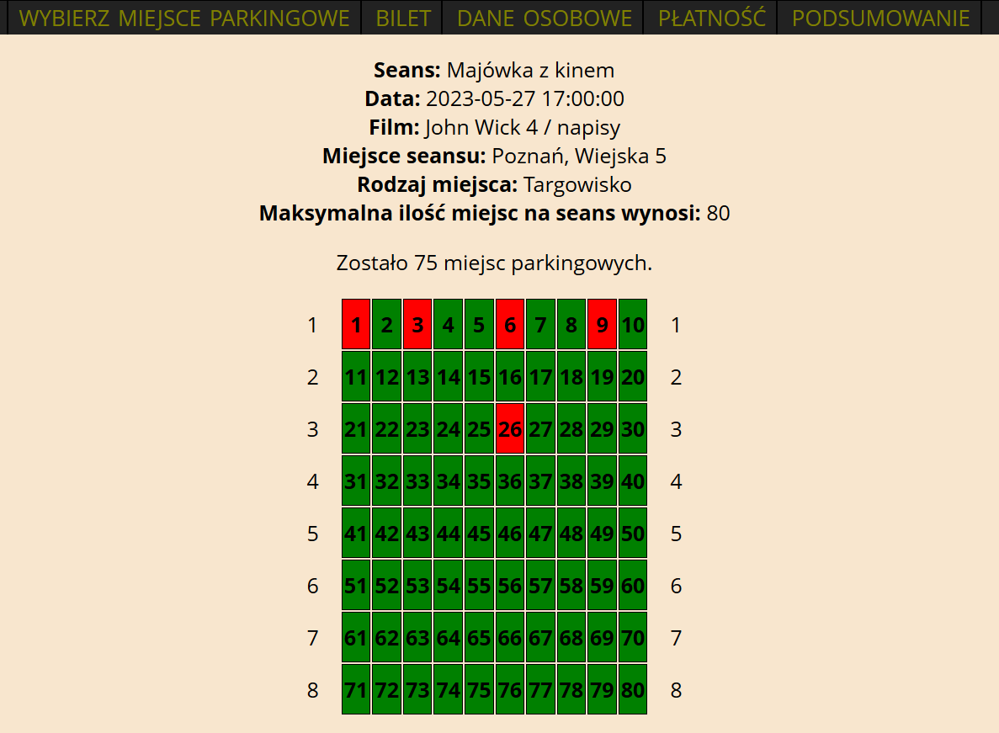 WYBIERZ MIEJSCE PARKINGOWE BILET DANE OSOBOWE PŁATNOŚĆ PODSUMOWANIE
Seans: Majówka z kinem
Data: 2023-05-27 17:00:00
Film: John Wick 4 / napisy
Miejsce seansu: Poznań, Wiejska 5
Rodzaj miejsca: Targowisko
Maksymalna ilość miejsc na seans wynosi: 80
Zostało 75 miejsc parkingowych.
1 1 2 3 4 5 6 7 8 9 10 1
2 11 12 13 14 15 16 17 18 19 20 2
3 21 22 23 24 25 26 27 28 29 30 3
4 31 32 33 34 35 36 37 38 39 40 4
5 41 42 43 44 45 46 47 48 49 50 5
6 51 52 53 54 55 56 57 58 59 60 6
7 61 62 63 64 65 66 67 68 69 70 7
8 71 72 73 74 75 76 77 78 79 80 8